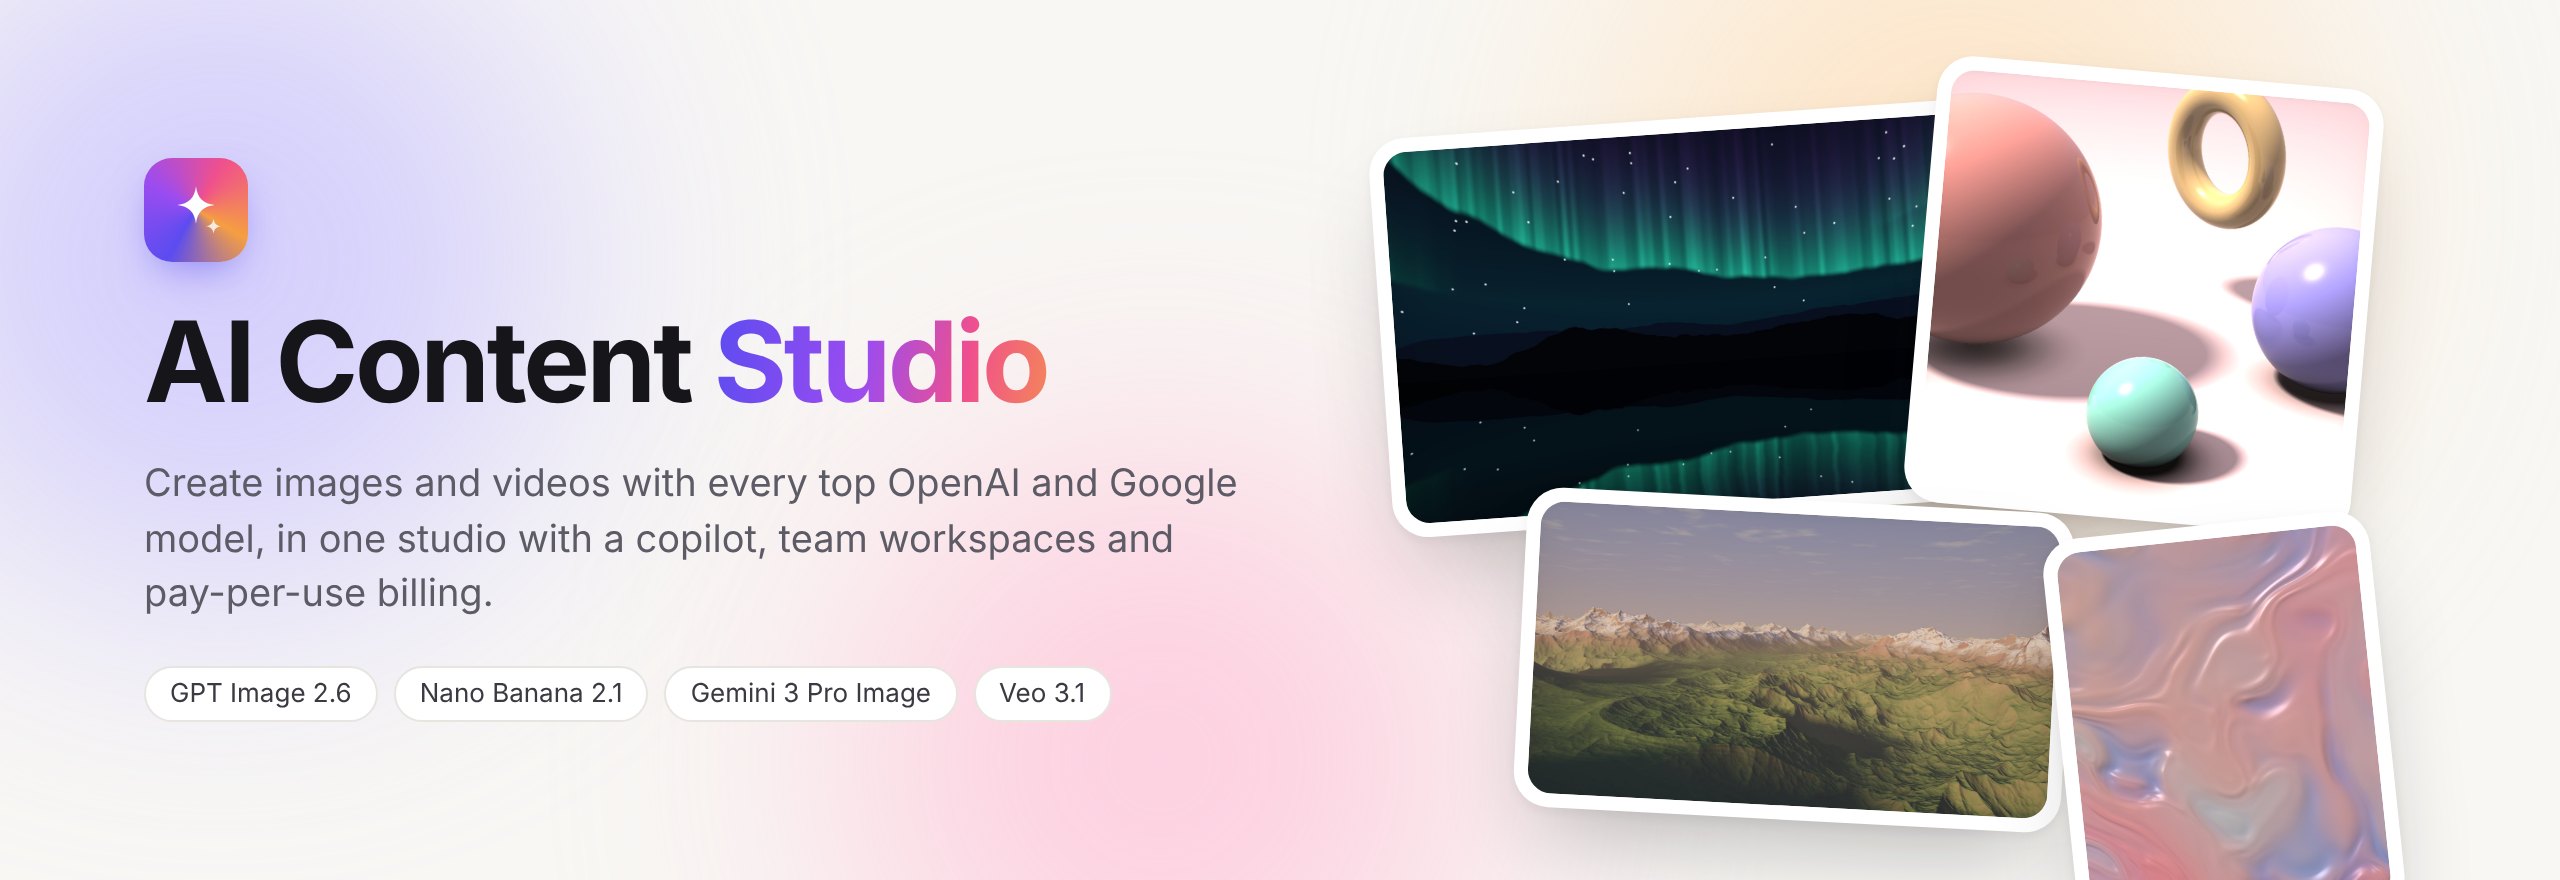 AI Content Studio
Create images and videos with every top OpenAI and Google
model, in one studio with a copilot, team workspaces and
pay-per-use billing.
GPT Image 2.6
Nano Banana 2.1
Gemini 3 Pro Image
Veo 3.1